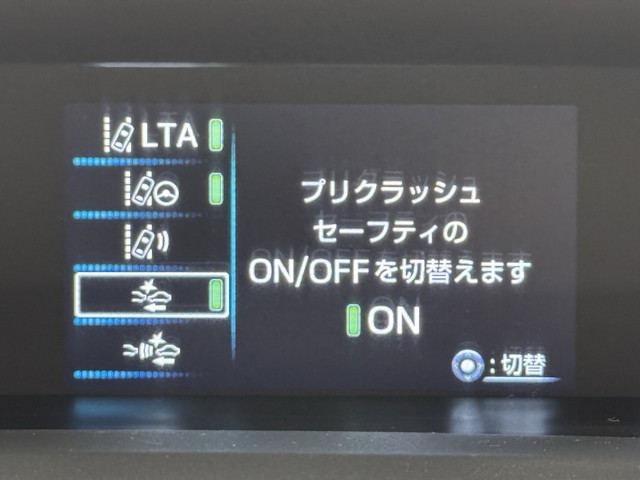 LTA
プリクラッシュ
セーフティの
ON/OFFを切替えます
ON
:切替